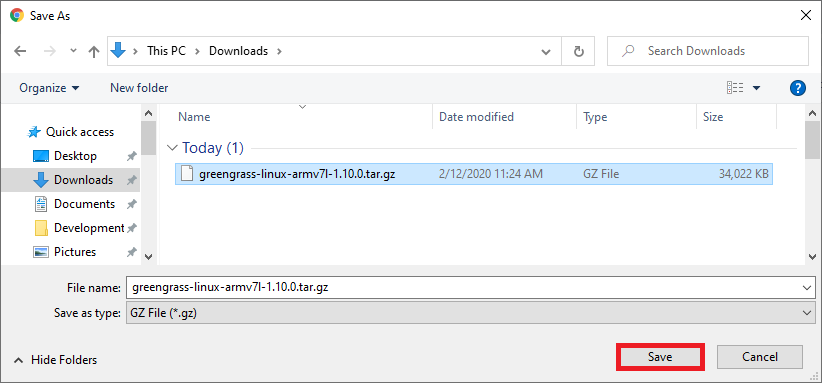 Save As
This PC > Downloads >
Search Downloads
Organize New folder ?
Name Date modified Type Size
Quick access
Desktop
Downloads
Documents
Development
Pictures
Today (1)
greengrass-linux-armv7l-1.10.0.tar.gz 2/12/2020 11:24 AM GZ File 34,022 KB
File name: greengrass-linux-armv7l-1.10.0.tar.gz
Save as type: GZ File (*.gz)
Hide Folders Save Cancel